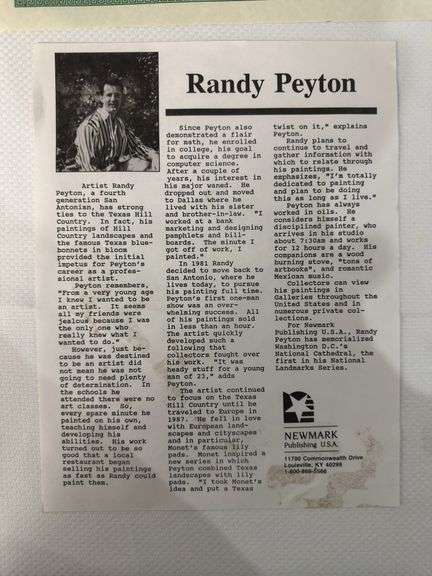 Randy Peyton
Artist Randy
Peyton, a fourth
generation San
Antonian, has strong
ties to the Texas Hill
Country. In fact, his
paintings of Hill
Country landscapes and
the famous Texas blue-
bonnets in bloom
provided the initial
impetus for Peyton's
career as a profes-
sional artist.
Peyton remembers,
"From a very young age
I knew I wanted to be
an artist. It seems
all my friends were
jealous because I was
the only one who
really knew what I
wanted to do."
However, just be-
cause he was destined
to be an artist did
not mean he was not
going to need plenty
of determination. In
the schools he
attended there were no
art classes. So,
every spare minute he
painted on his own,
teaching himself and
developing his
abilities. His work
turned out to be so
good that a local
restaurant began
selling his paintings
as fast as Randy could
paint them.
Since Peyton also
demonstrated a flair
for math, he enrolled
in college, his goal
to acquire a degree in
computer science.
After a couple of
years, his interest in
his major waned. He
dropped out and moved
to Dallas where he
lived with his sister
and brother-in-law. "I
worked at a bank
marketing and designing
pamphlets and bill-
boards. The minute I
got off of work, I
painted."
In 1981 Randy
decided to move back to
San Antonio, where he
lives today, to pursue
his painting full time.
Peyton's first one-man
show was an over-
whelming success. All
of his paintings sold
in less than an hour.
The artist quickly
developed such a
following that
collectors fought over
his work. "It was
heady stuff for a young
man of 23," adds
Peyton.
The artist continued
to focus on the Texas
Hill Country until he
traveled to Europe in
1987. He fell in love
with European land-
scapes and cityscapes
and in particular,
Monet's famous lily
pads. Monet inspired a
new series in which
Peyton combined Texas
landscapes with lily
pads. "I took Monet's
idea and put a Texas
twist on it," explains
Peyton.
Randy plans to
continue to travel and
gather information with
which to relate through
his paintings. He
emphasizes, "I'm totally
dedicated to painting
and plan to be doing
this as long as I live."
Peyton has always
worked in oils. He
considers himself a
disciplined painter, who
arrives in his studio
about 7:30am and works
for 12 hours a day. His
companions are a wood
burning stove, "tons of
artbooks", and romantic
Mexican music.
Collectors can view
his paintings in
Galleries throughout the
United States and in
numerous private col-
lections.
For Newmark
Publishing U.S.A., Randy
Peyton has memorialized
Washington D.C.'s
National Cathedral, the
first in his National
Landmarks Series.
NEWMARK
Publishing U.S.A.
11700 Commonwealth Drive
Louisville, KY 40299